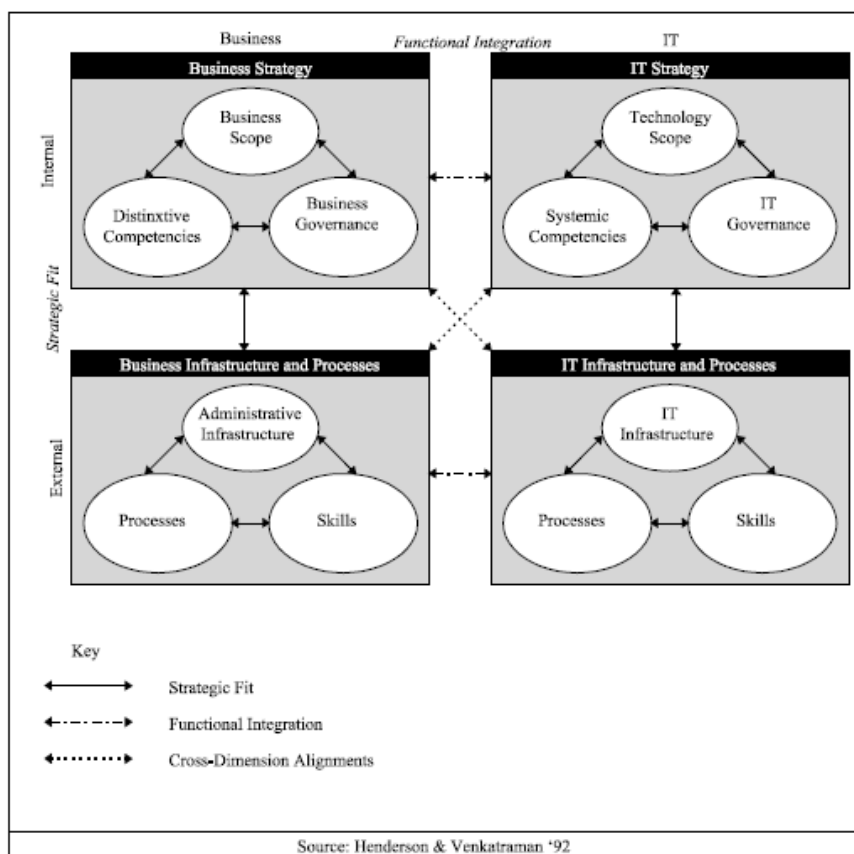 Business
Functional Integration
IT
Business Strategy
IT Strategy
Internal
Business
Scope
Distinxtive
Competencies
Business
Governance
Technology
Scope
Systemic
Competencies
IT
Governance
Strategic Fit
Business Infrastructure and Processes
IT Infrastructure and Processes
External
Administrative
Infrastructure
Processes
Skills
IT
Infrastructure
Processes
Skills
Key
Strategic Fit
Functional Integration
Cross-Dimension Alignments
Source: Henderson & Venkatraman ‘92